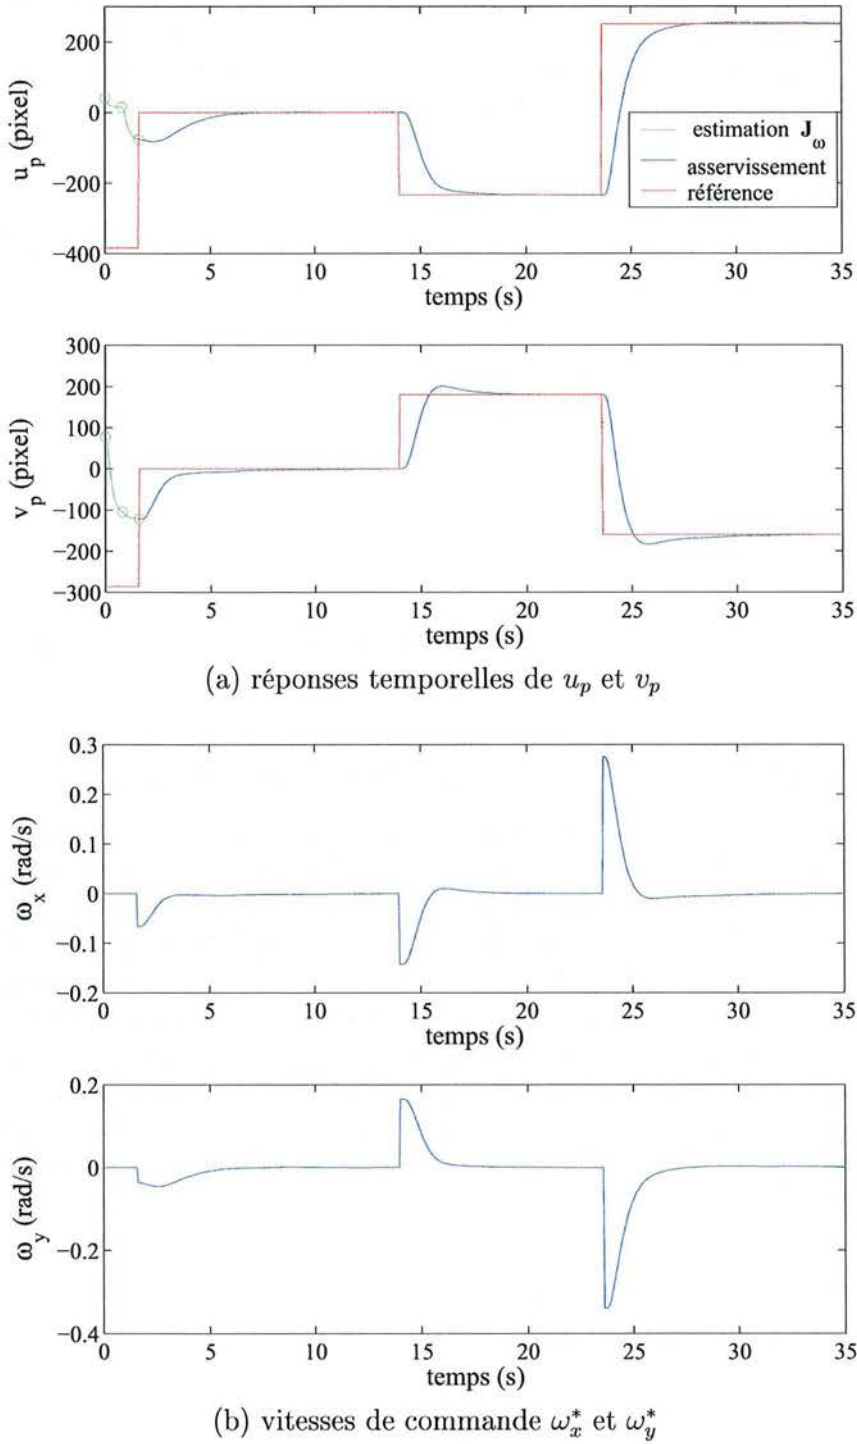 200
0
−200
−400
u_p (pixel)
0 5 10 15 20 25 30 35
temps (s)
estimation J_ω
asservissement
référence
300
200
100
0
−100
−200
−300
v_p (pixel)
0 5 10 15 20 25 30 35
temps (s)
(a) réponses temporelles de u_p et v_p
0.3
0.2
0.1
0
−0.1
−0.2
ω_x (rad/s)
0 5 10 15 20 25 30 35
temps (s)
0.2
0
−0.2
−0.4
ω_y (rad/s)
0 5 10 15 20 25 30 35
temps (s)
(b) vitesses de commande ω_x^* et ω_y^*